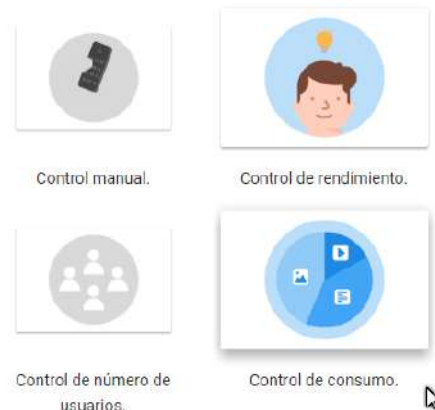 Control manual.
Control de rendimiento.
Control de número de
usuarios.
Control de consumo.